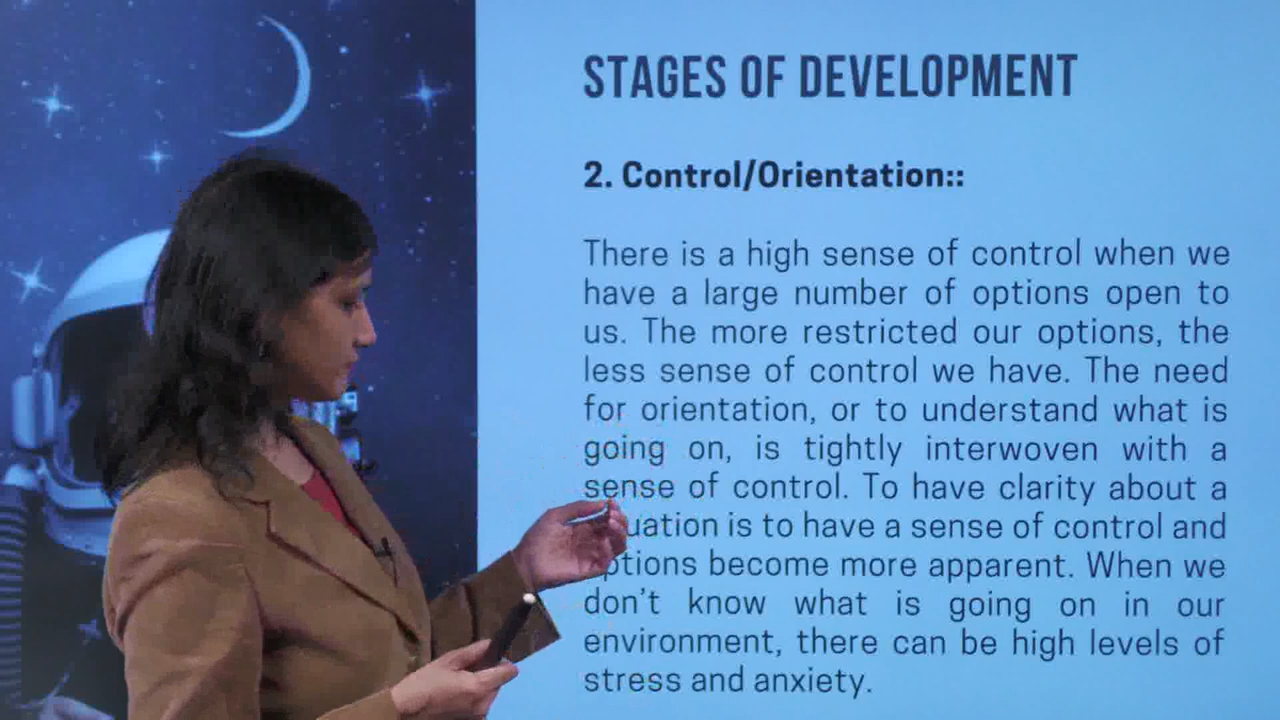 STAGES OF DEVELOPMENT
2. Control/Orientation::
There is a high sense of control when we
have a large number of options open to
us. The more restricted our options, the
less sense of control we have. The need
for orientation, or to understand what is
going on, is tightly interwoven with a
sense of control. To have clarity about a
uation is to have a sense of control and
ptions become more apparent. When we
don't know what is going on in our
environment, there can be high levels of
stress and anxiety.